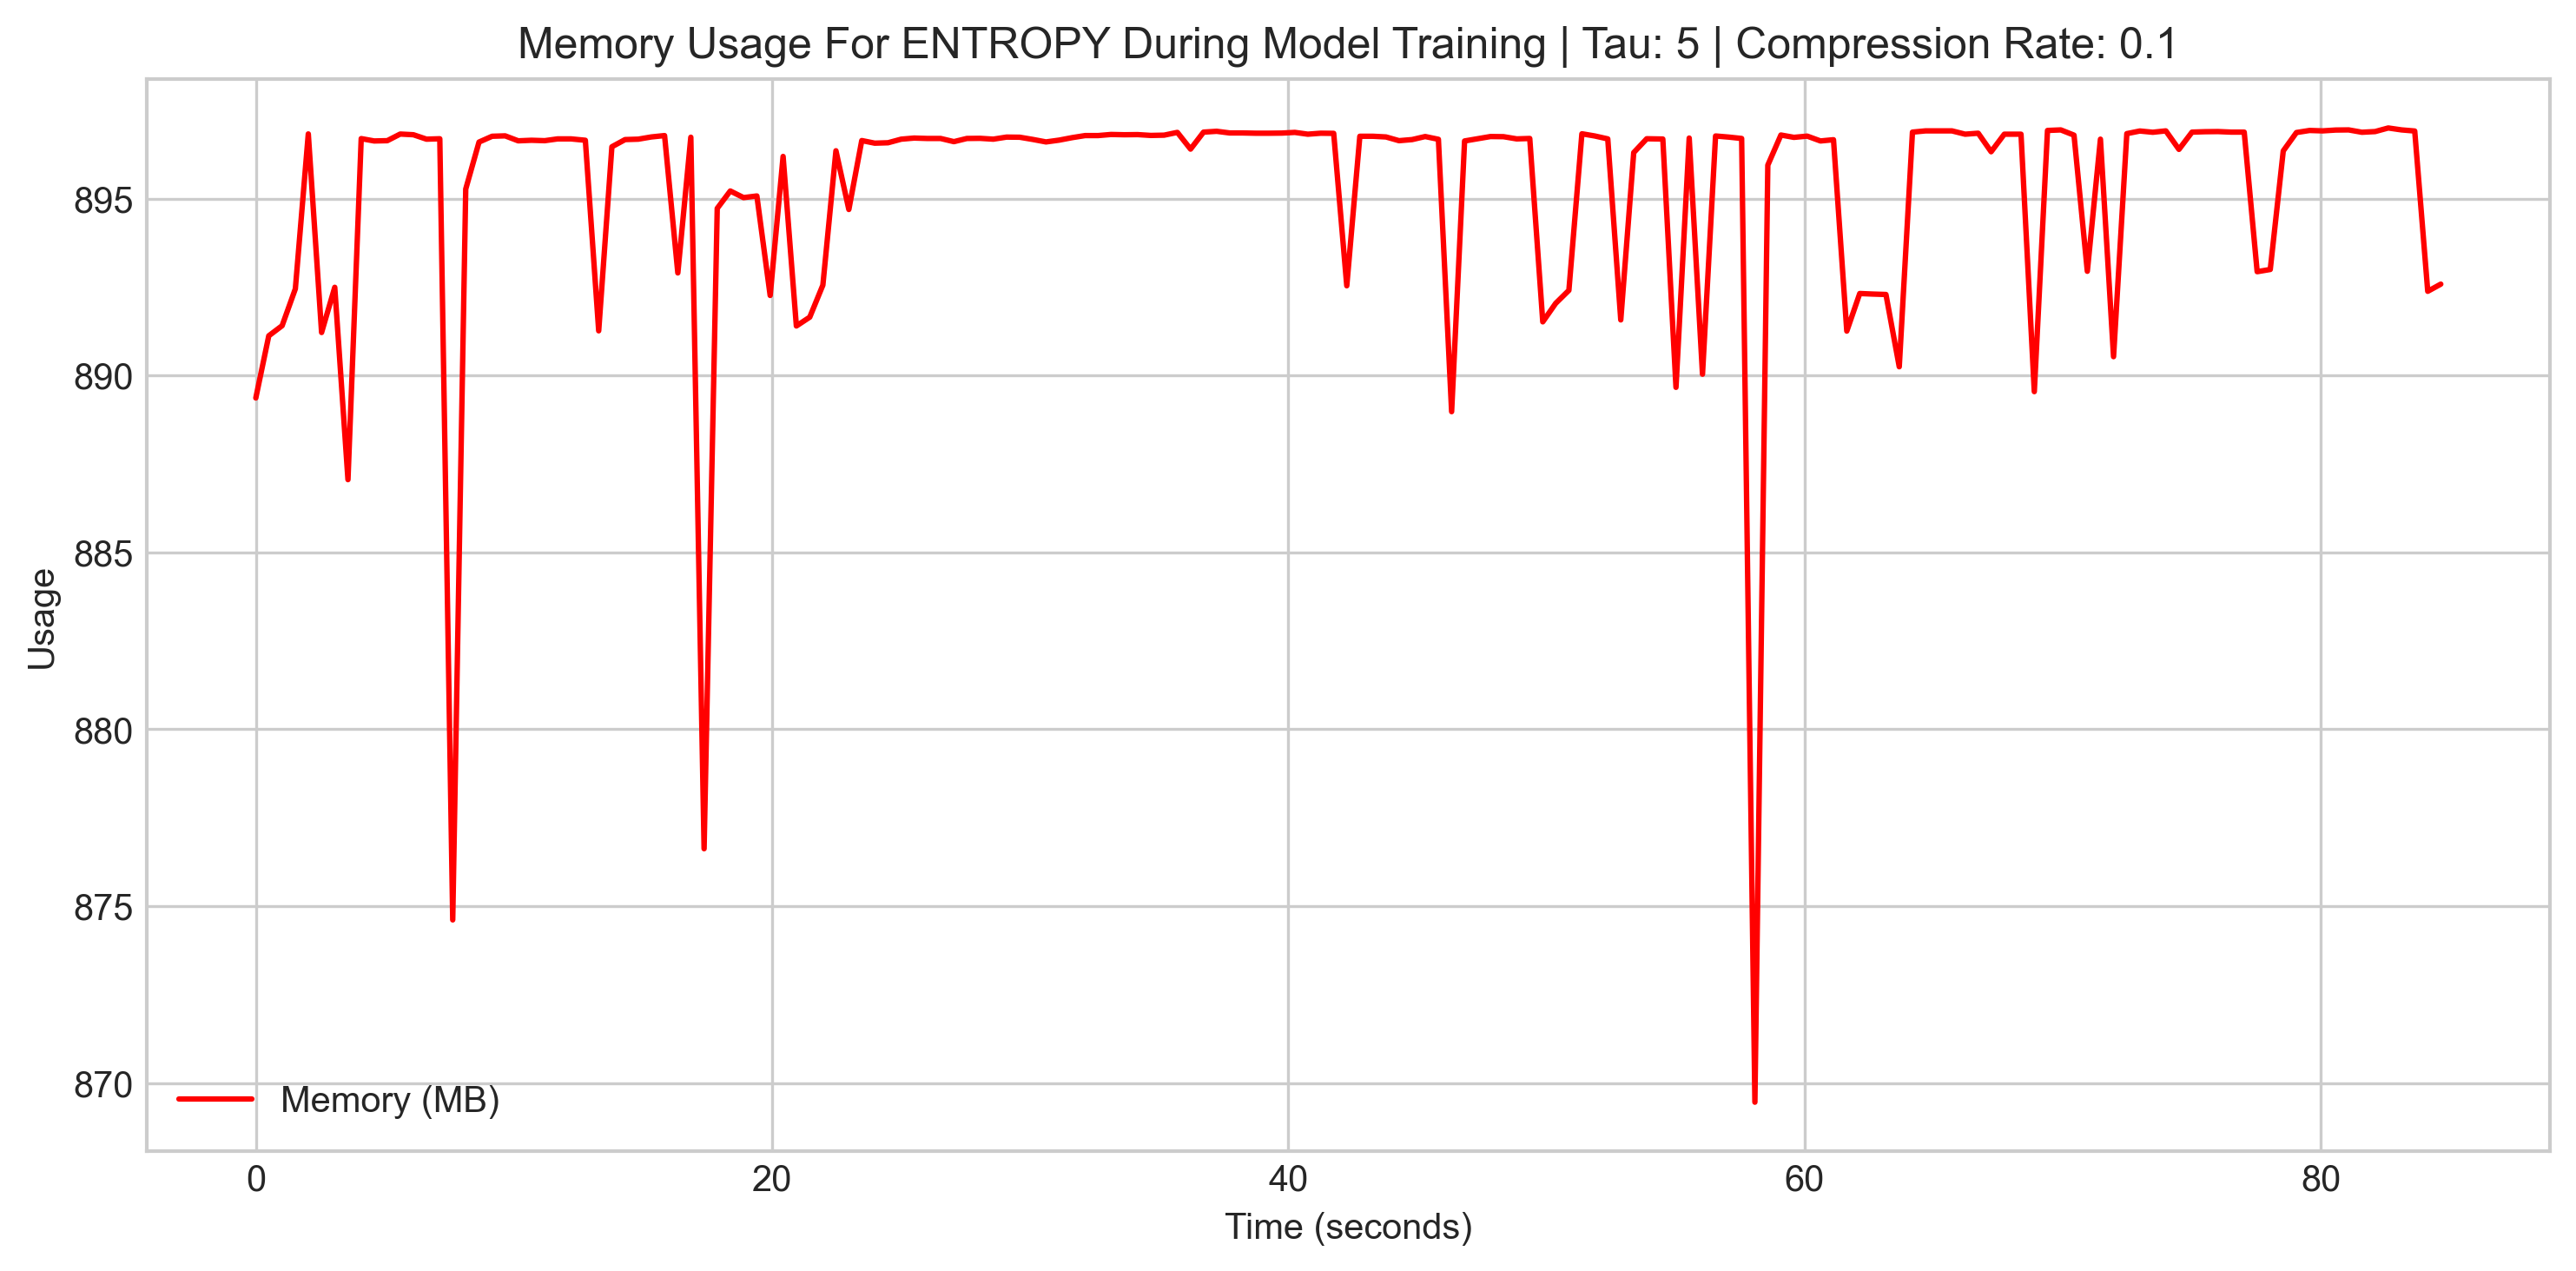 Memory Usage For ENTROPY During Model Training | Tau: 5 | Compression Rate: 0.1
Usage
895
890
885
880
875
870
Memory (MB)
0 20 40 60 80
Time (seconds)